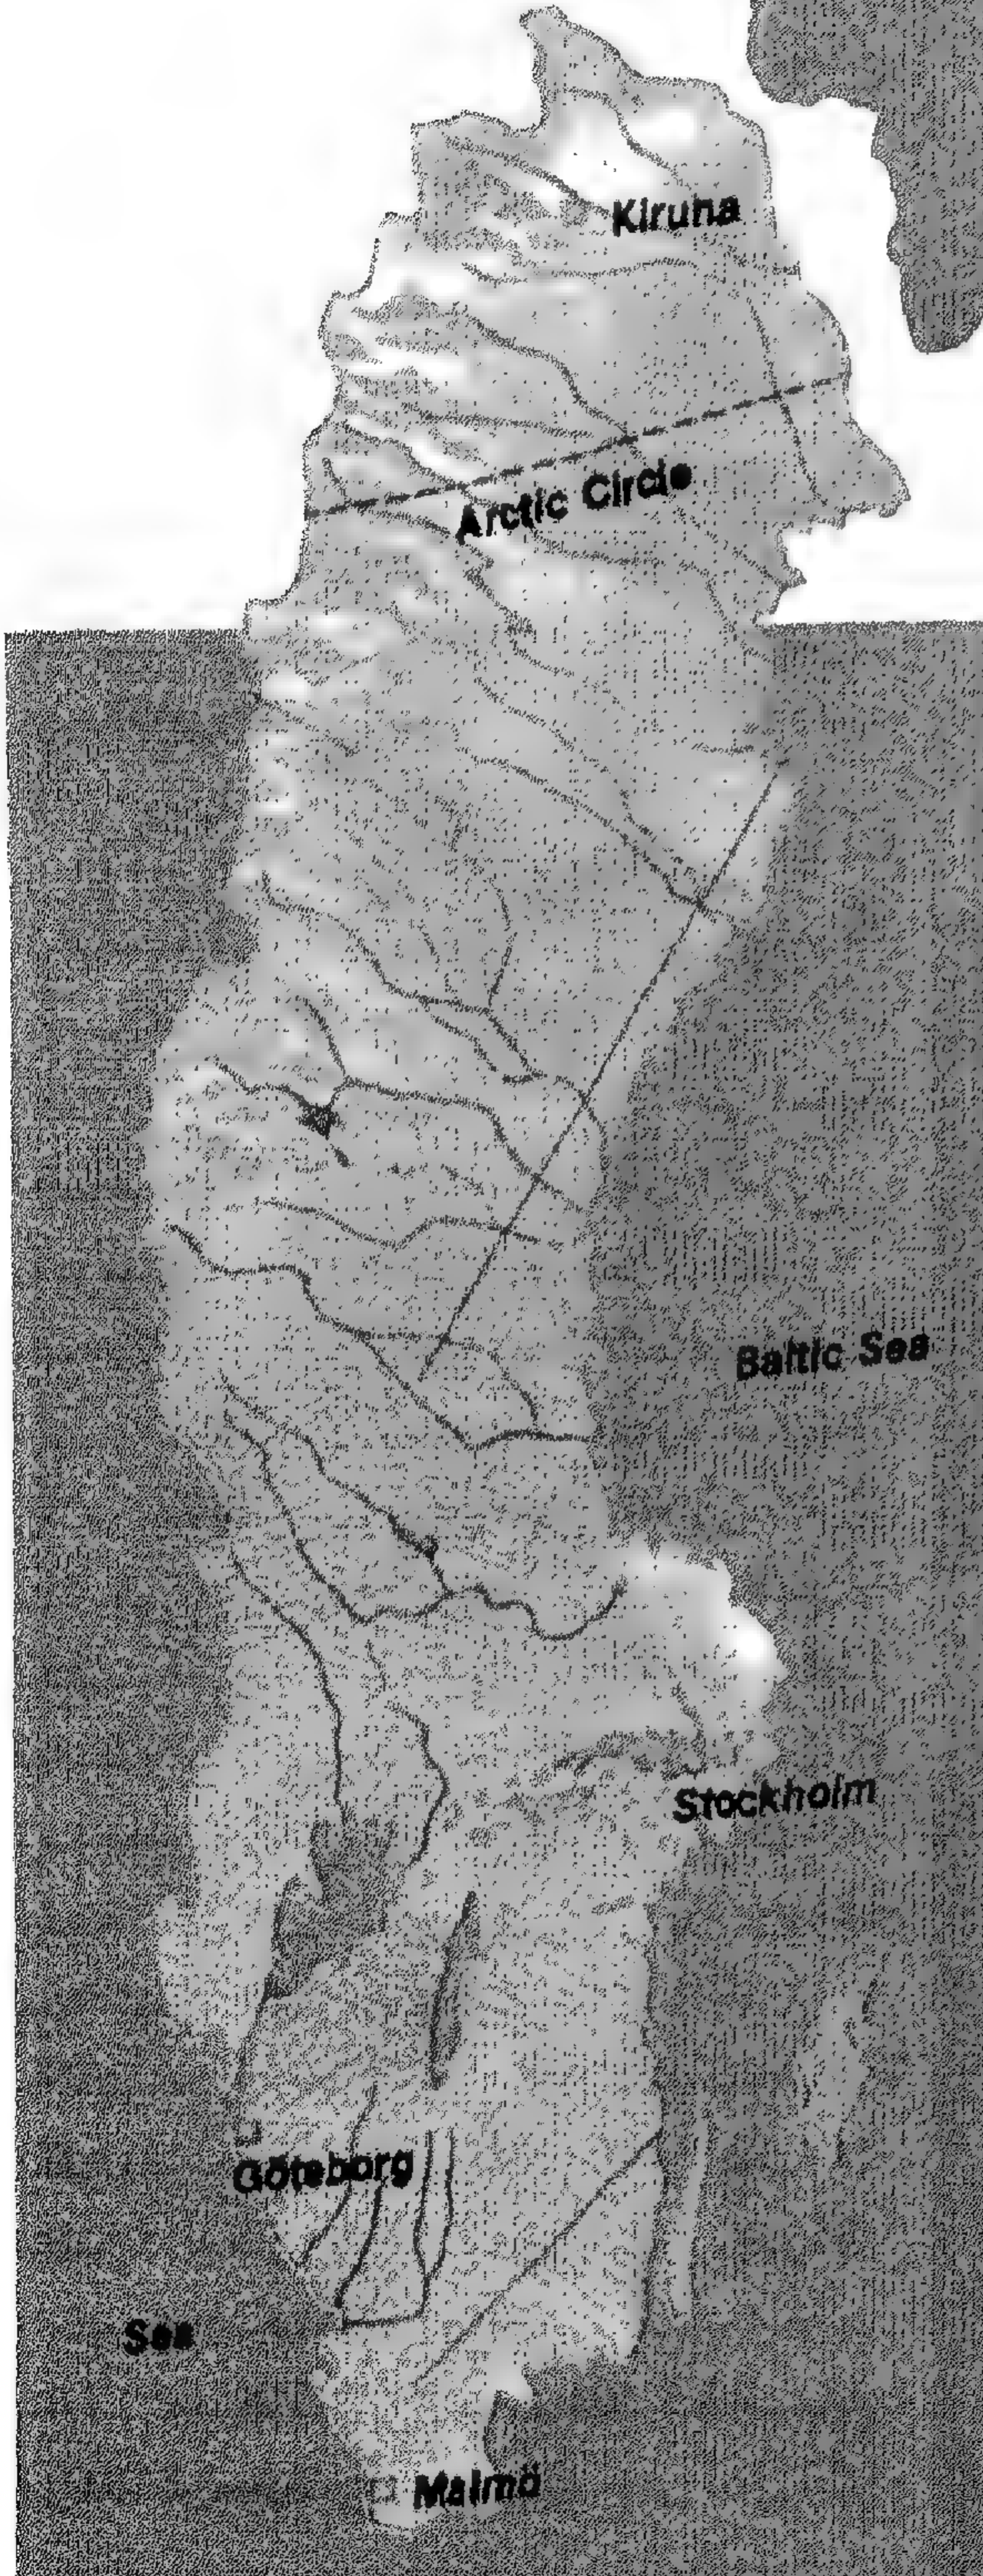 Kiruna
Arctic Circle
Baltic Sea
Stockholm
Göteborg
Sea
Malmö